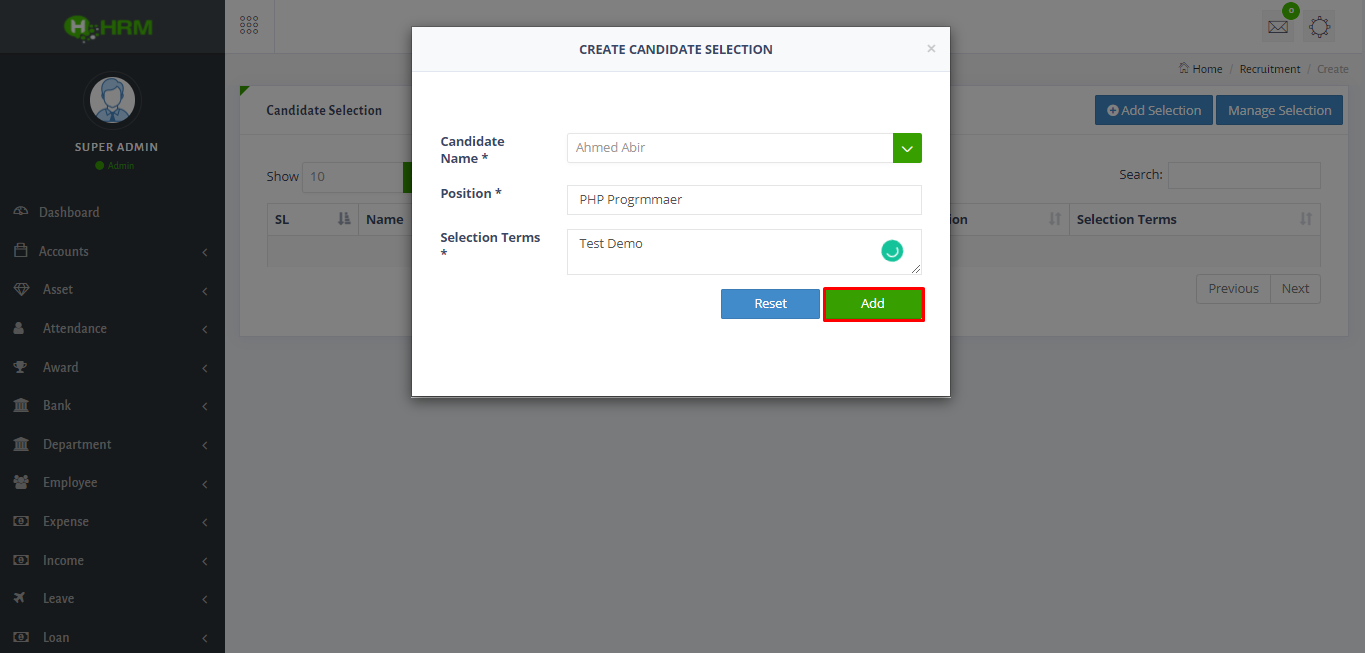 HRM
0
SUPER ADMIN
Admin
Dashboard
Accounts
Asset
Attendance
Award
Bank
Department
Employee
Expense
Income
Leave
Loan
Home / Recruitment / Create
Candidate Selection
Add Selection
Manage Selection
Show 10
Search:
SL
Name
ion
Selection Terms
Previous
Next
CREATE CANDIDATE SELECTION
×
Candidate
Name *
Ahmed Abir
Position *
PHP Progrmmaer
Selection Terms
*
Test Demo
Reset
Add